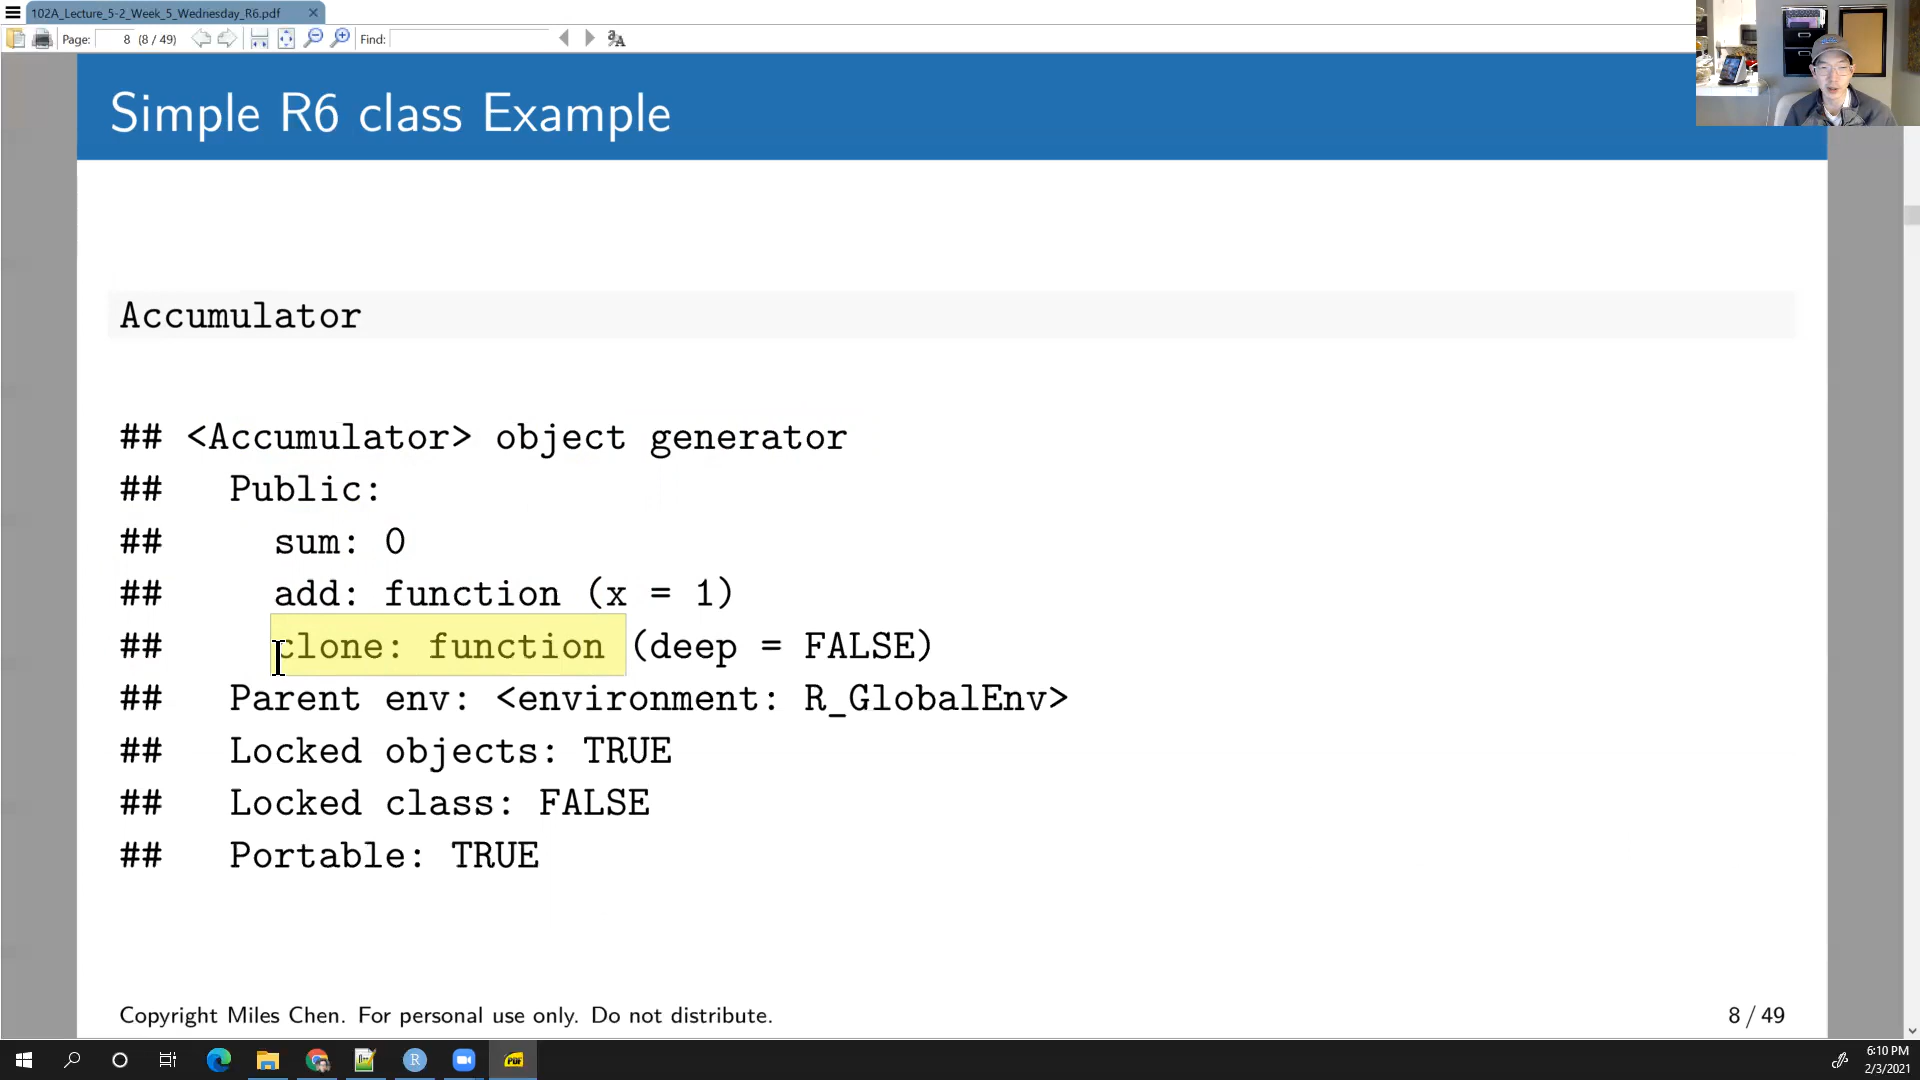 102A_Lecture_5-2_Week_5_Wednesday_R6.pdf
Page: 8 (8 / 49) Find:
Simple R6 class Example
Accumulator
## <Accumulator> object generator
## Public:
## sum: 0
## add: function (x = 1)
## clone: function (deep = FALSE)
## Parent env: <environment: R_GlobalEnv>
## Locked objects: TRUE
## Locked class: FALSE
## Portable: TRUE
Copyright Miles Chen. For personal use only. Do not distribute.
8 / 49
6:10 PM
2/3/2021